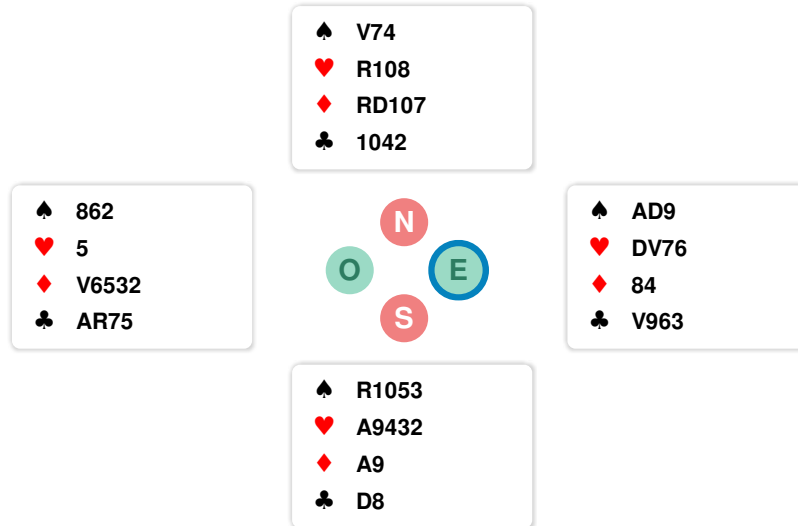 ♠ V74
♥ R108
♦ RD107
♣ 1042
♠ 862
♥ 5
♦ V6532
♣ AR75
N
O E
S
♠ AD9
♥ DV76
♦ 84
♣ V963
♠ R1053
♥ A9432
♦ A9
♣ D8